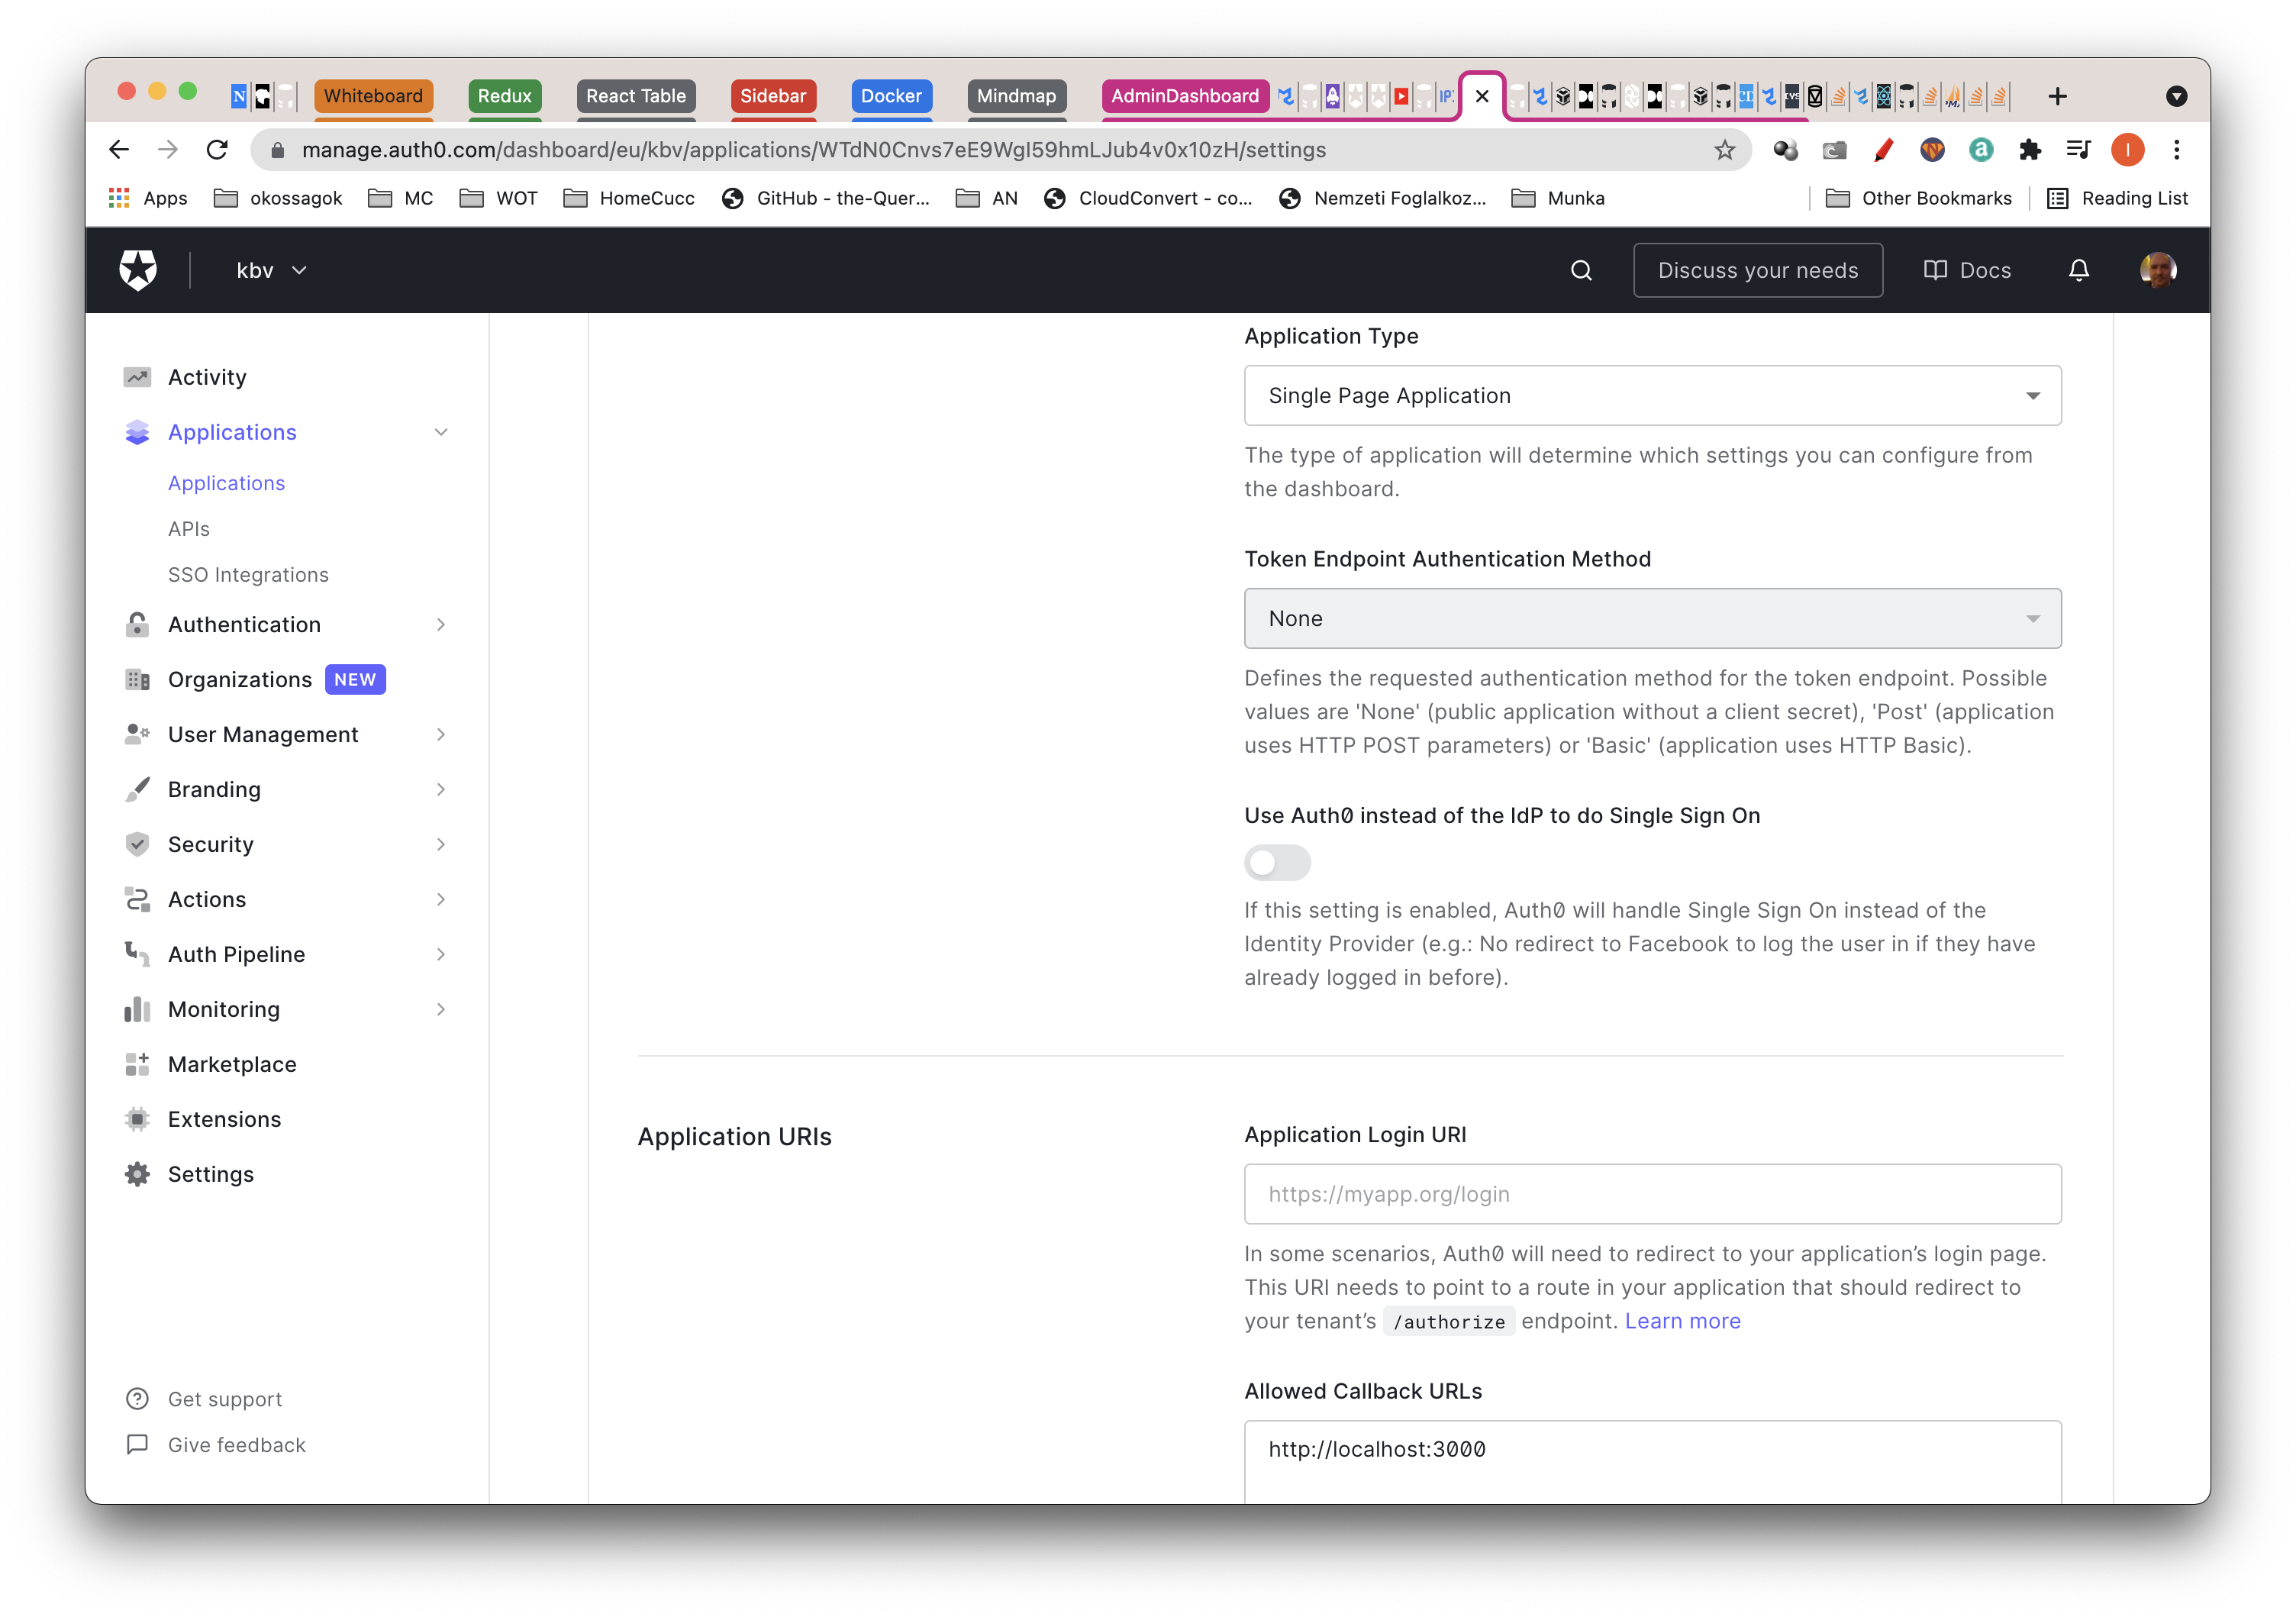 Whiteboard
Redux
React Table
Sidebar
Docker
Mindmap
AdminDashboard
manage.auth0.com/dashboard/eu/kbv/applications/WTdN0Cnvs7eE9WgI59hmLJub4v0x10zH/settings
Apps
okossagok
MC
WOT
HomeCucc
GitHub - the-Quer...
AN
CloudConvert - co...
Nemzeti Foglalkoz...
Munka
Other Bookmarks
Reading List
kbv
Discuss your needs
Docs
Activity
Applications
Applications
APIs
SSO Integrations
Authentication
Organizations NEW
User Management
Branding
Security
Actions
Auth Pipeline
Monitoring
Marketplace
Extensions
Settings
Get support
Give feedback
Application Type
Single Page Application
The type of application will determine which settings you can configure from
the dashboard.
Token Endpoint Authentication Method
None
Defines the requested authentication method for the token endpoint. Possible
values are 'None' (public application without a client secret), 'Post' (application
uses HTTP POST parameters) or 'Basic' (application uses HTTP Basic).
Use Auth0 instead of the IdP to do Single Sign On
If this setting is enabled, Auth0 will handle Single Sign On instead of the
Identity Provider (e.g.: No redirect to Facebook to log the user in if they have
already logged in before).
Application URIs
Application Login URI
https://myapp.org/login
In some scenarios, Auth0 will need to redirect to your application’s login page.
This URI needs to point to a route in your application that should redirect to
your tenant’s /authorize endpoint. Learn more
Allowed Callback URLs
http://localhost:3000